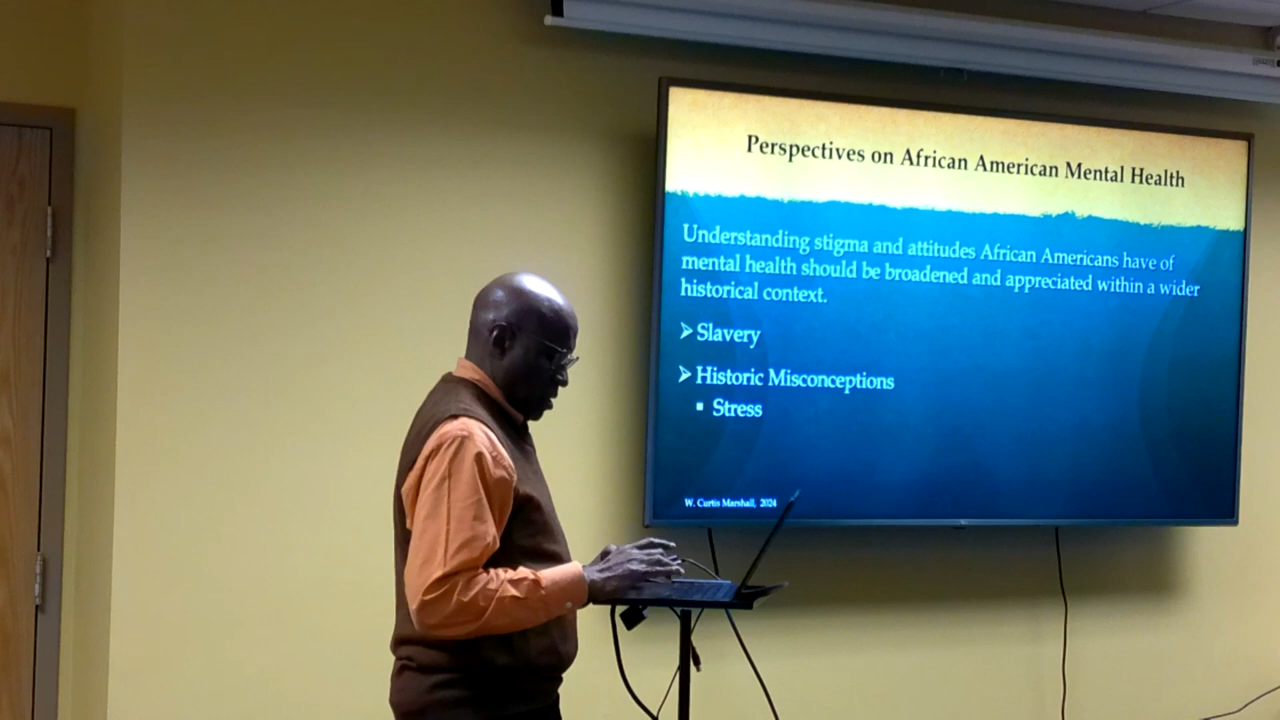 Perspectives on African American Mental Health
Understanding stigma and attitudes African Americans have of
mental health should be broadened and appreciated within a wider
historical context.
➢ Slavery
➢ Historic Misconceptions
▪ Stress
W. Curtis Marshall, 2024